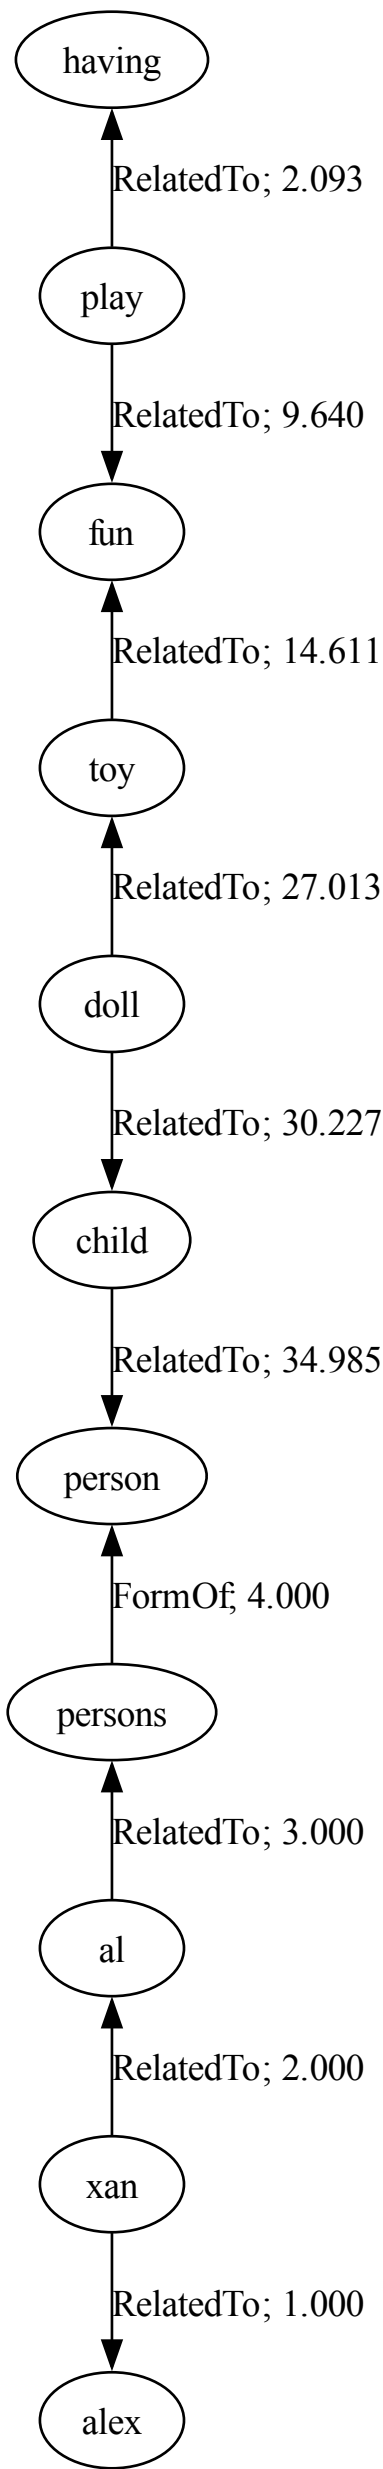 having
RelatedTo; 2.093
play
RelatedTo; 9.640
fun
RelatedTo; 14.611
toy
RelatedTo; 27.013
doll
RelatedTo; 30.227
child
RelatedTo; 34.985
person
FormOf; 4.000
persons
RelatedTo; 3.000
al
RelatedTo; 2.000
xan
RelatedTo; 1.000
alex